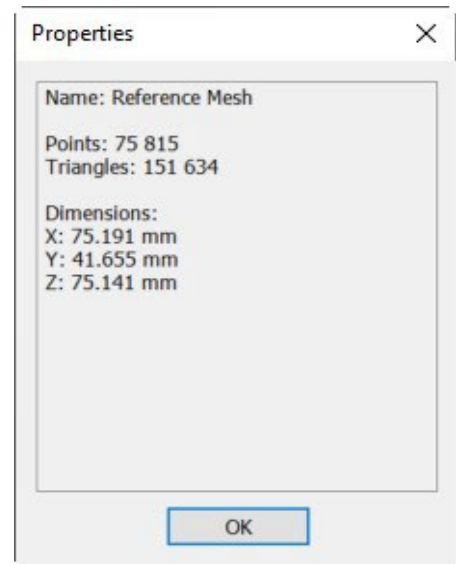 Properties
Name: Reference Mesh
Points: 75 815
Triangles: 151 634
Dimensions:
X: 75.191 mm
Y: 41.655 mm
Z: 75.141 mm
OK